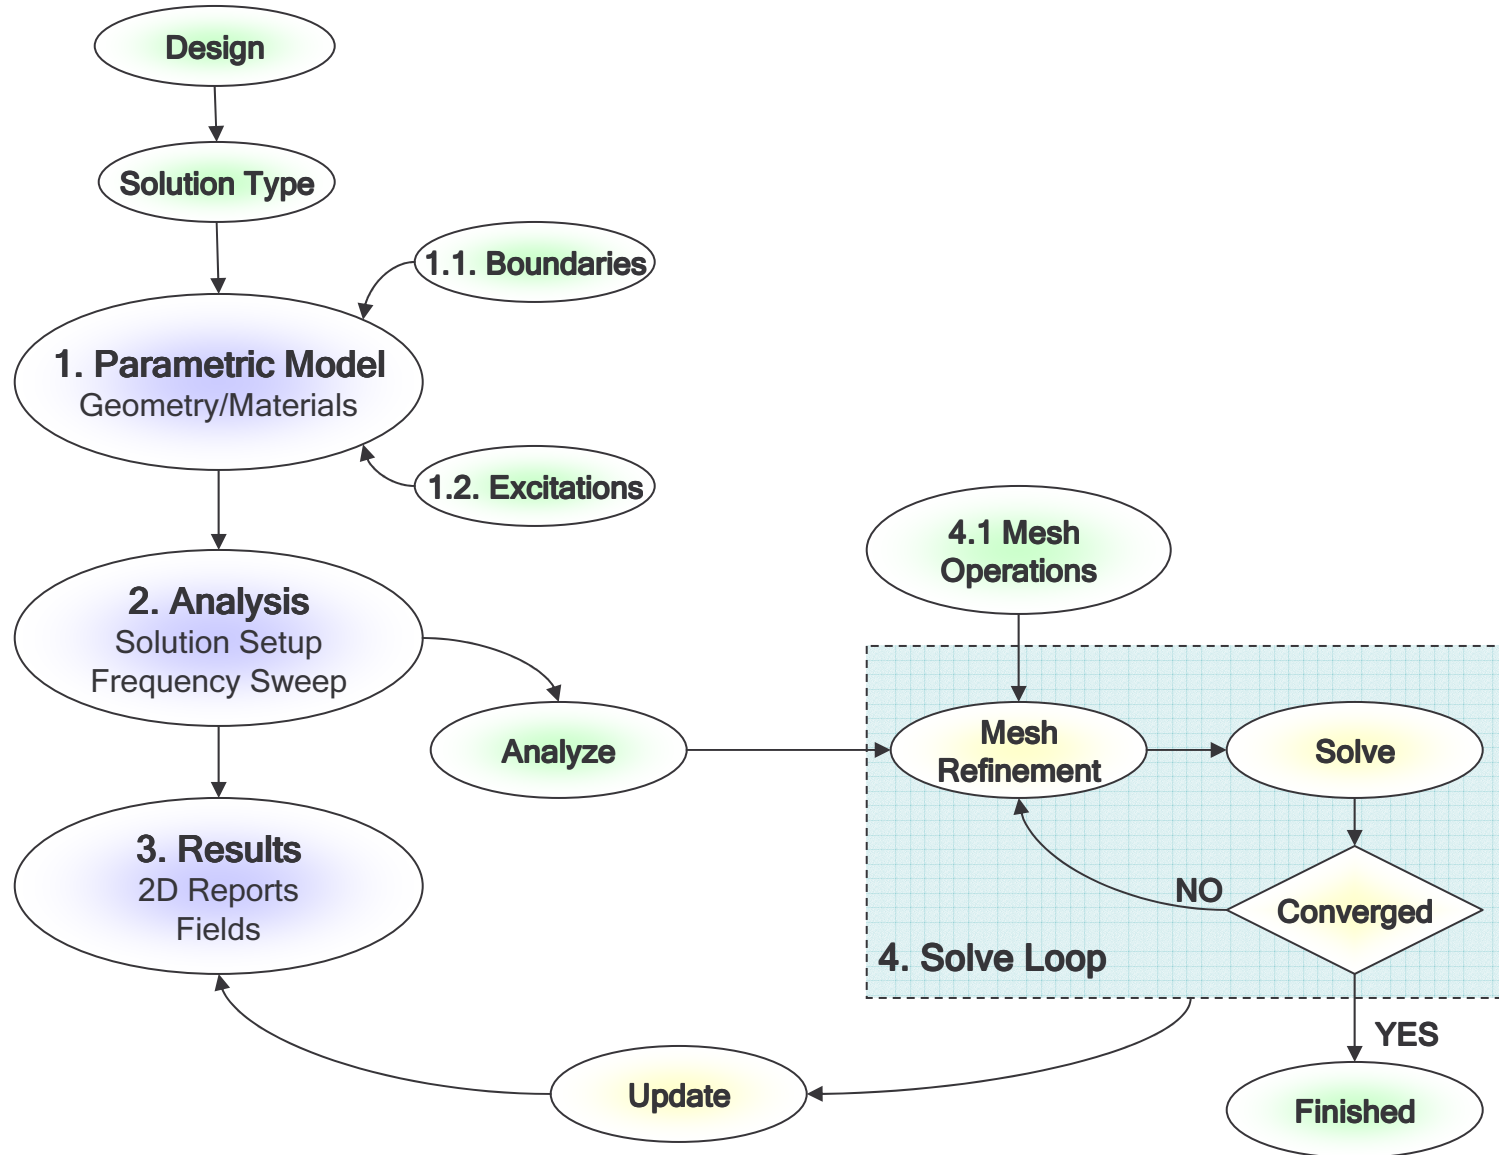 Design
Solution Type
1.1. Boundaries
1. Parametric Model
Geometry/Materials
1.2. Excitations
4.1 Mesh
Operations
2. Analysis
Solution Setup
Frequency Sweep
Analyze
Mesh
Refinement
Solve
3. Results
2D Reports
Fields
NO
Converged
4. Solve Loop
YES
Update
Finished